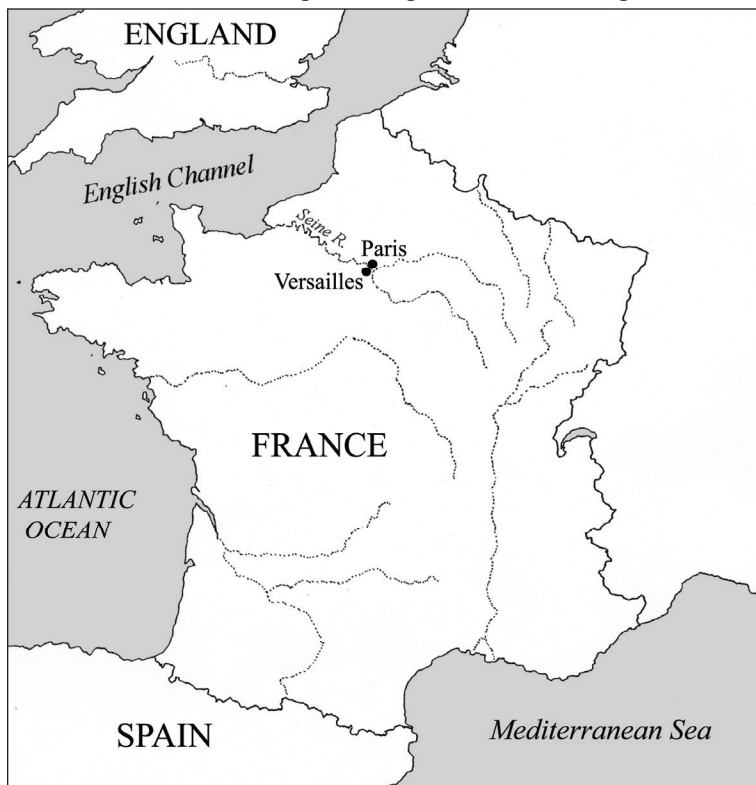 ENGLAND
English Channel
Seine R.
Paris
Versailles
FRANCE
ATLANTIC
OCEAN
SPAIN
Mediterranean Sea